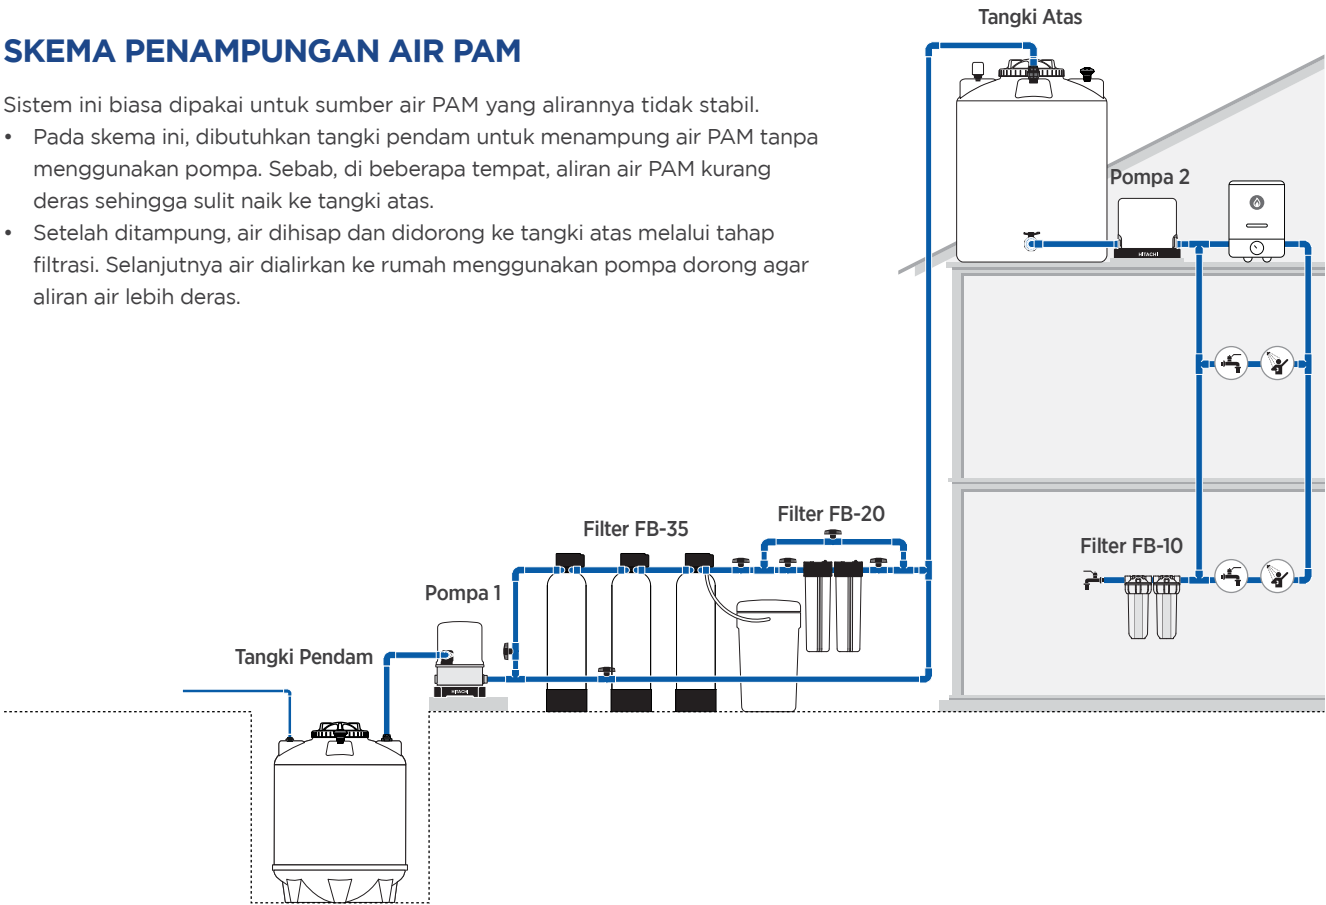 SKEMA PENAMPUNGAN AIR PAM
Sistem ini biasa dipakai untuk sumber air PAM yang alirannya tidak stabil.
• Pada skema ini, dibutuhkan tangki pendam untuk menampung air PAM tanpa
menggunakan pompa. Sebab, di beberapa tempat, aliran air PAM kurang
deras sehingga sulit naik ke tangki atas.
• Setelah ditampung, air dihisap dan didorong ke tangki atas melalui tahap
filtrasi. Selanjutnya air dialirkan ke rumah menggunakan pompa dorong agar
aliran air lebih deras.
Tangki Atas
Pompa 2
HITACHI
Filter FB-20
Filter FB-35
Filter FB-10
Pompa 1
Tangki Pendam
HITACHI